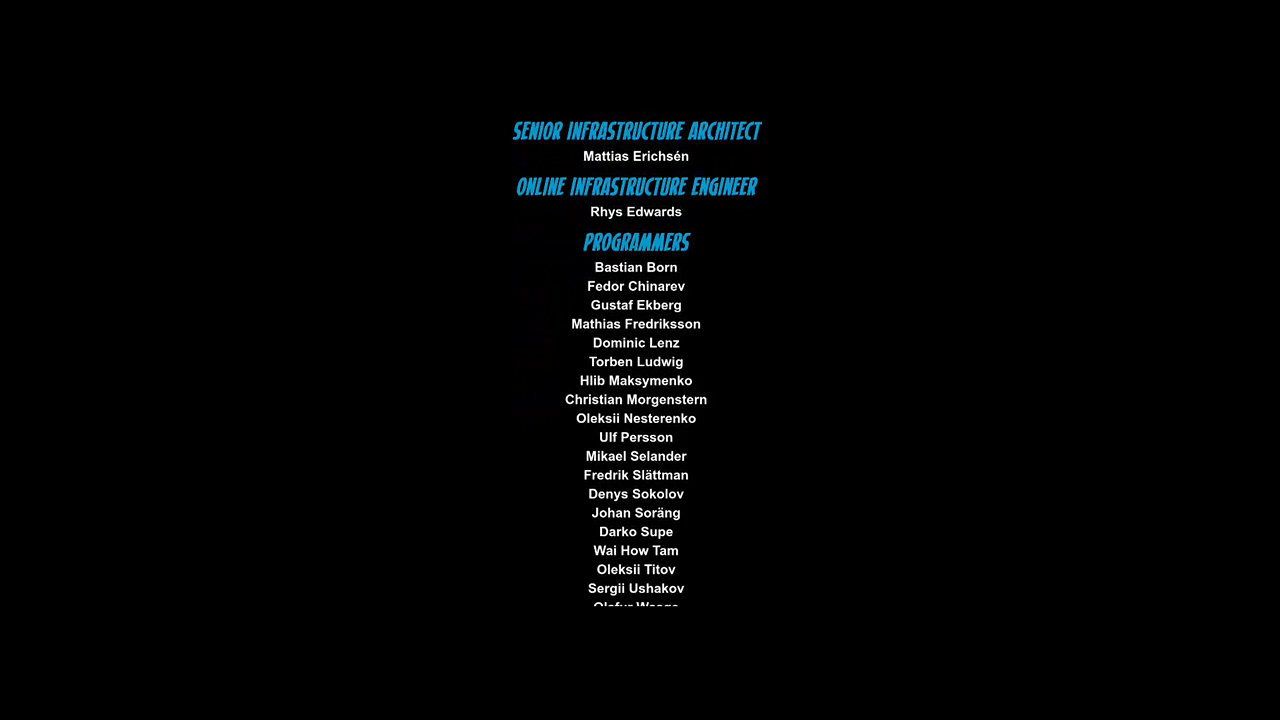 SENIOR INFRASTRUCTURE ARCHITECT
Mattias Erichsén
ONLINE INFRASTRUCTURE ENGINEER
Rhys Edwards
PROGRAMMERS
Bastian Born
Fedor Chinarev
Gustaf Ekberg
Mathias Fredriksson
Dominic Lenz
Torben Ludwig
Hlib Maksymenko
Christian Morgenstern
Oleksii Nesterenko
Ulf Persson
Mikael Selander
Fredrik Slättman
Denys Sokolov
Johan Soräng
Darko Supe
Wai How Tam
Oleksii Titov
Sergii Ushakov